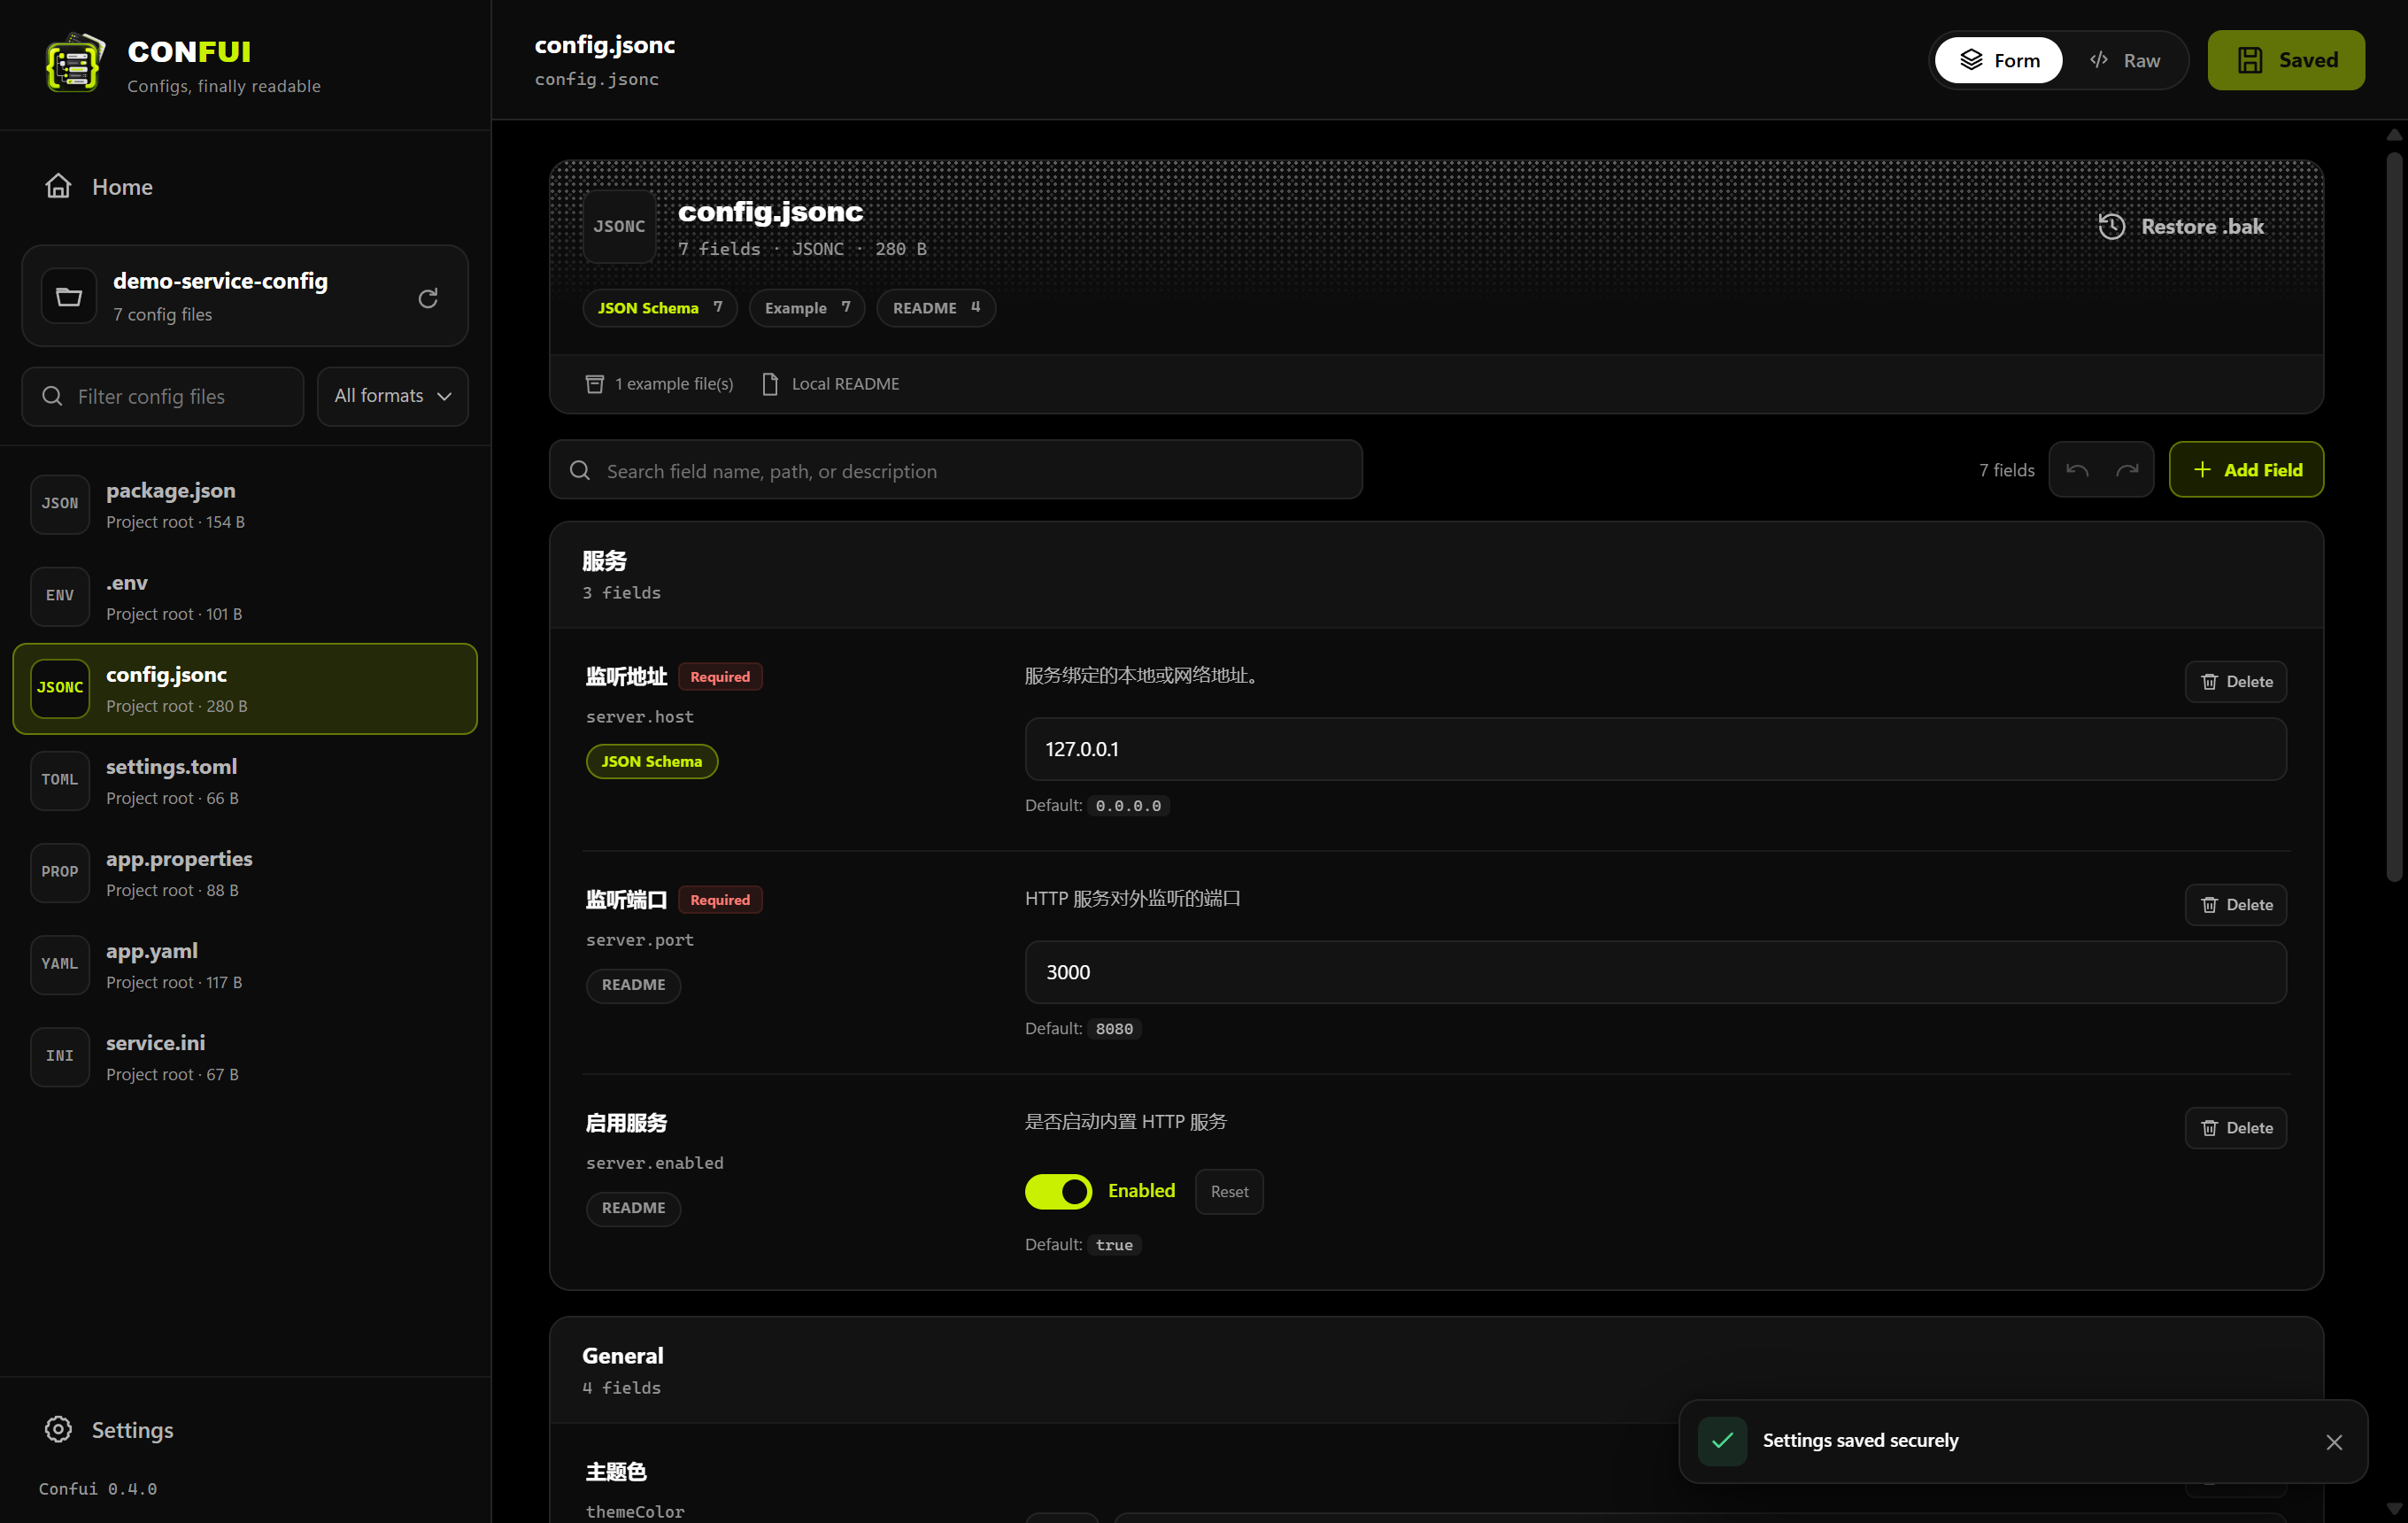 CONFUI
Configs, finally readable
Home
demo-service-config
7 config files
Filter config files
All formats
JSON
package.json
Project root · 154 B
ENV
.env
Project root · 101 B
JSONC
config.jsonc
Project root · 280 B
TOML
settings.toml
Project root · 66 B
PROP
app.properties
Project root · 88 B
YAML
app.yaml
Project root · 117 B
INI
service.ini
Project root · 67 B
Settings
Confui 0.4.0
config.jsonc
config.jsonc
Form
Raw
Saved
JSONC
config.jsonc
7 fields · JSONC · 280 B
Restore .bak
JSON Schema 7
Example 7
README 4
1 example file(s)
Local README
Search field name, path, or description
7 fields
Add Field
服务
3 fields
监听地址 Required
server.host
JSON Schema
服务绑定的本地或网络地址。
Delete
127.0.0.1
Default: 0.0.0.0
监听端口 Required
server.port
README
HTTP 服务对外监听的端口
Delete
3000
Default: 8080
启用服务
server.enabled
README
是否启动内置 HTTP 服务
Delete
Enabled
Reset
Default: true
General
4 fields
主题色
themeColor
Settings saved securely